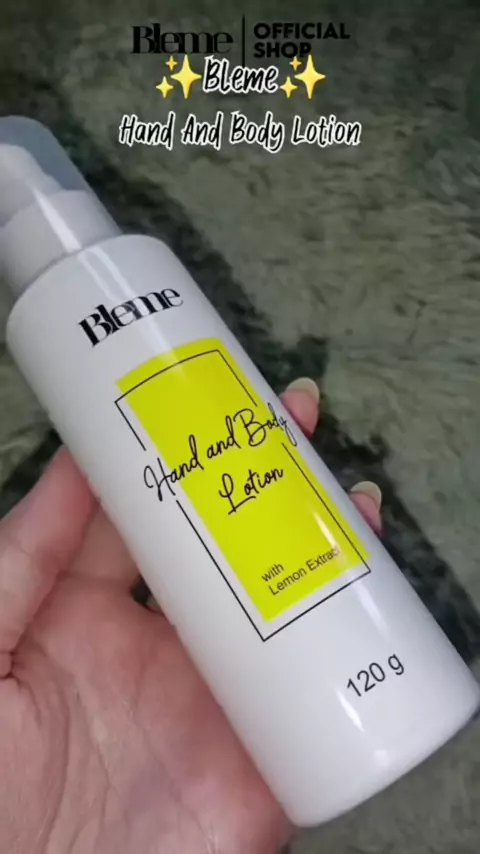 Bleme | OFFICIAL SHOP
✨Bleme✨
Hand And Body Lotion
Bleme
Hand and Body
Lotion
with
Lemon Extract
120 g